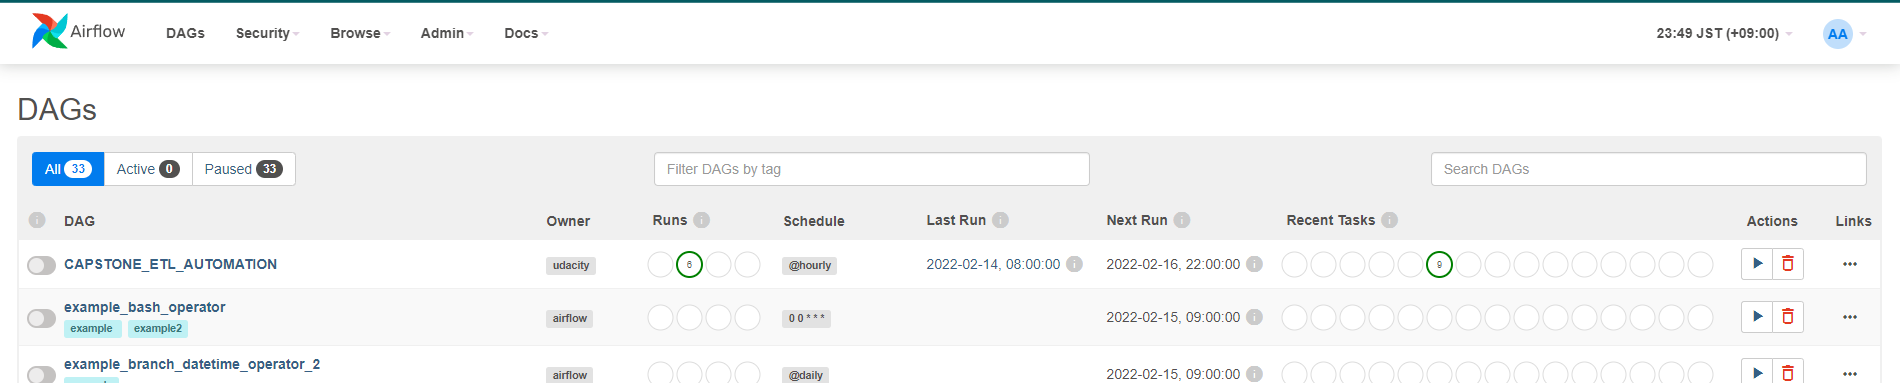 Airflow DAGs Security Browse Admin Docs 23:49 JST (+09:00) AA
DAGs
All 33 Active 0 Paused 33 Filter DAGs by tag Search DAGs
i DAG Owner Runs i Schedule Last Run i Next Run i Recent Tasks i Actions Links
CAPSTONE_ETL_AUTOMATION udacity 6 @hourly 2022-02-14, 08:00:00 i 2022-02-16, 22:00:00 i 9
example_bash_operator airflow 0 0 * * * 2022-02-15, 09:00:00 i
example example2
example_branch_datetime_operator_2 airflow @daily 2022-02-15, 09:00:00 i